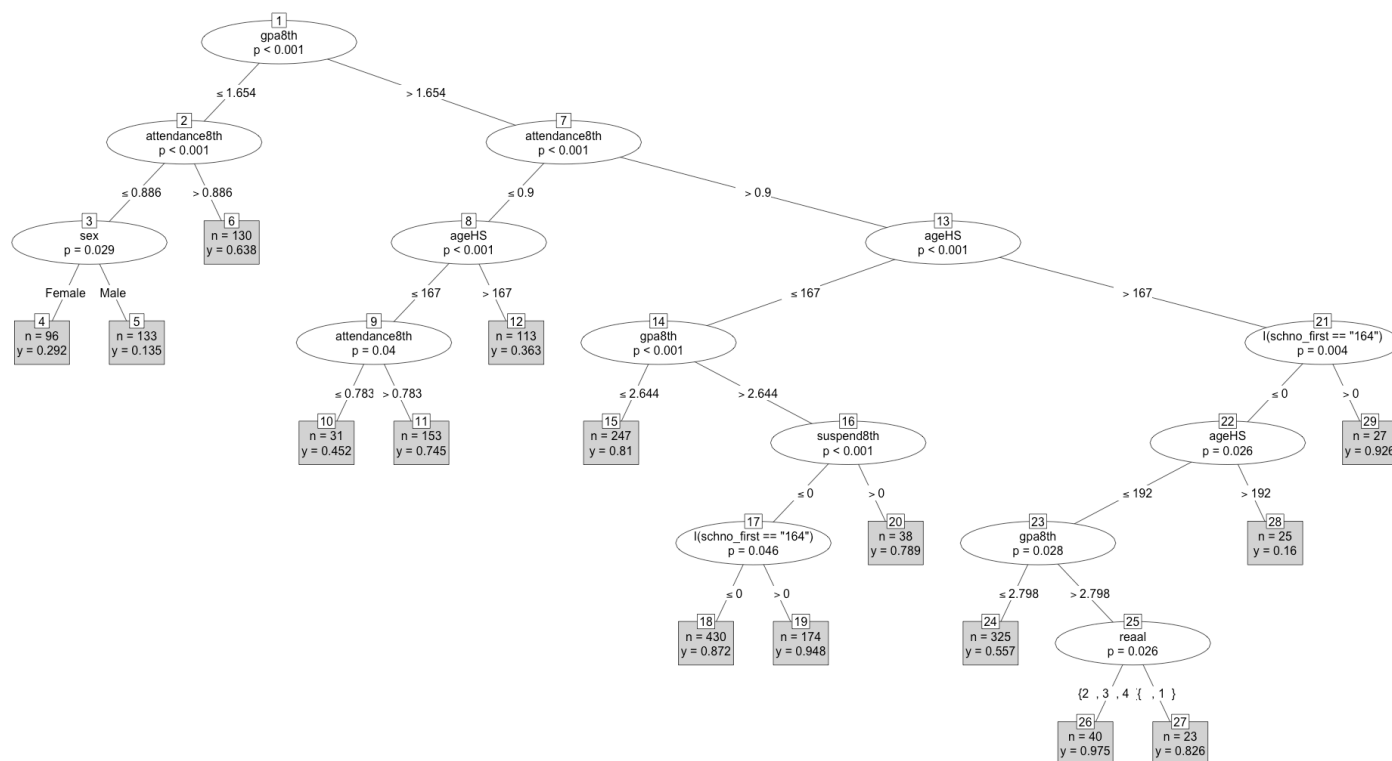 1
gpa8th
p < 0.001
≤ 1.654
> 1.654
2
attendance8th
p < 0.001
7
attendance8th
p < 0.001
≤ 0.886
> 0.886
≤ 0.9
> 0.9
3
sex
p = 0.029
6
n = 130
y = 0.638
8
ageHS
p < 0.001
13
ageHS
p < 0.001
Female
Male
≤ 167
> 167
≤ 167
> 167
4
n = 96
y = 0.292
5
n = 133
y = 0.135
9
attendance8th
p = 0.04
12
n = 113
y = 0.363
14
gpa8th
p < 0.001
21
I(schno_first == "164")
p = 0.004
≤ 0.783
> 0.783
≤ 2.644
> 2.644
≤ 0
> 0
10
n = 31
y = 0.452
11
n = 153
y = 0.745
15
n = 247
y = 0.81
16
suspend8th
p < 0.001
22
ageHS
p = 0.026
29
n = 27
y = 0.926
≤ 0
> 0
≤ 192
> 192
17
I(schno_first == "164")
p = 0.046
20
n = 38
y = 0.789
23
gpa8th
p = 0.028
28
n = 25
y = 0.16
≤ 0
> 0
≤ 2.798
> 2.798
18
n = 430
y = 0.872
19
n = 174
y = 0.948
24
n = 325
y = 0.557
25
reaal
p = 0.026
{2 , 3 , 4
{ , 1 }
26
n = 40
y = 0.975
27
n = 23
y = 0.826